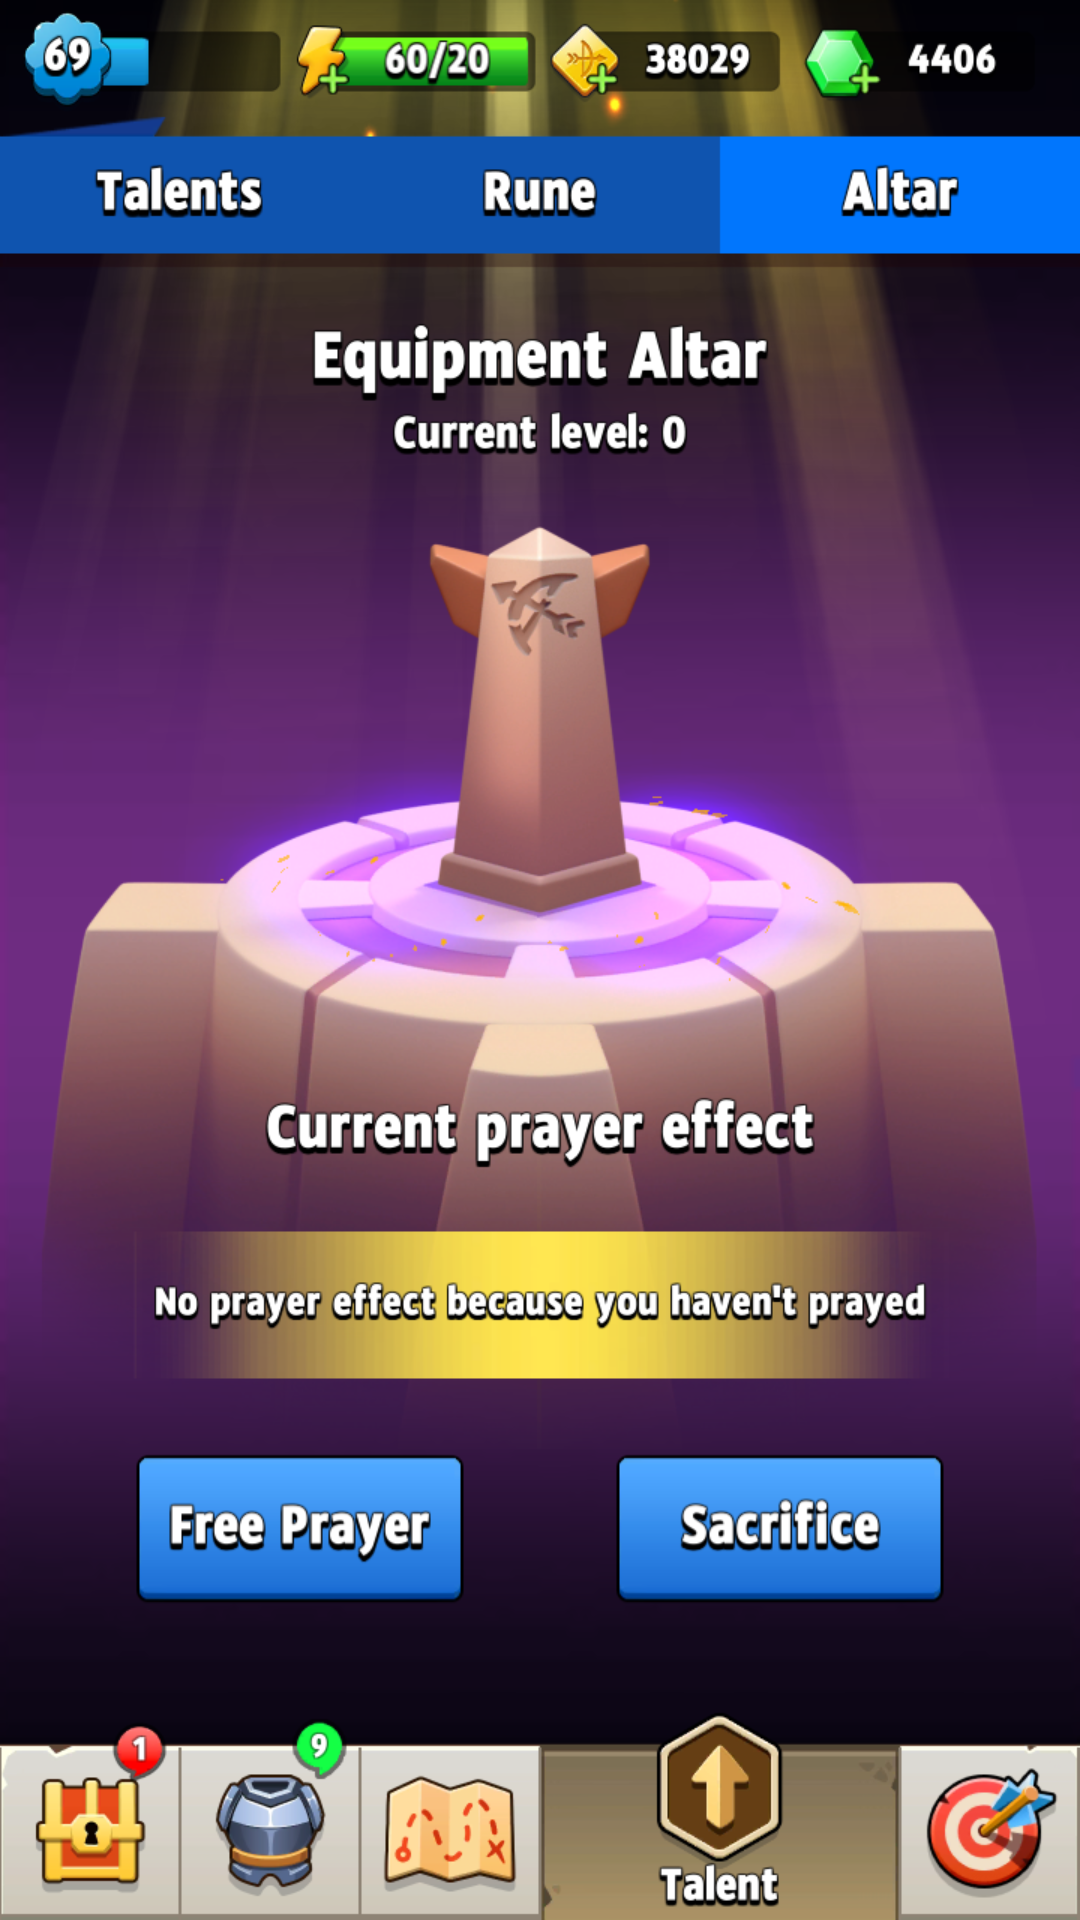 69
60/20
38029
4406
Talents
Rune
Altar
Equipment Altar
Current level: 0
Current prayer effect
No prayer effect because you haven't prayed
Free Prayer
Sacrifice
1
9
Talent